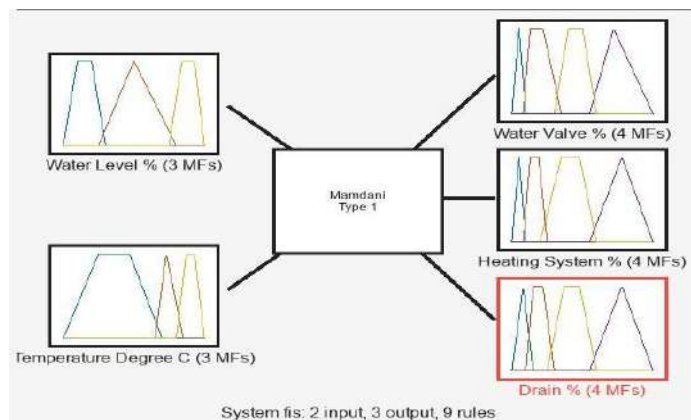 Water Level % (3 MFs)
Temperature Degree C (3 MFs)
Mamdani
Type 1
Water Valve % (4 MFs)
Heating System % (4 MFs)
Drain % (4 MFs)
System fis: 2 input, 3 output, 9 rules